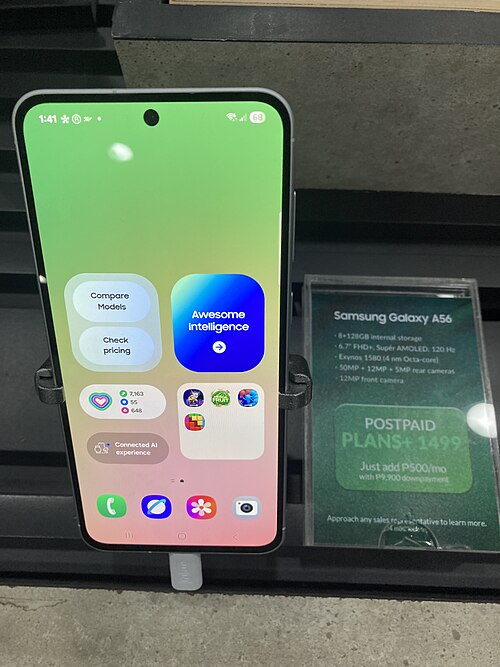 1:41
68
Compare
Models
Check
pricing
Awesome
Intelligence
7,163
55
648
Connected AI
experience
Samsung Galaxy A56
· 8+128GB internal storage
· 6.7" FHD+, Super AMOLED, 120 Hz
· Exynos 1580 (4 nm Octa-core)
· 50MP + 12MP + 5MP rear cameras
· 12MP front camera
POSTPAID
PLANS+ 1499
Just add P500/mo
with P9,900 downpayment
Approach any sales representative to learn more.